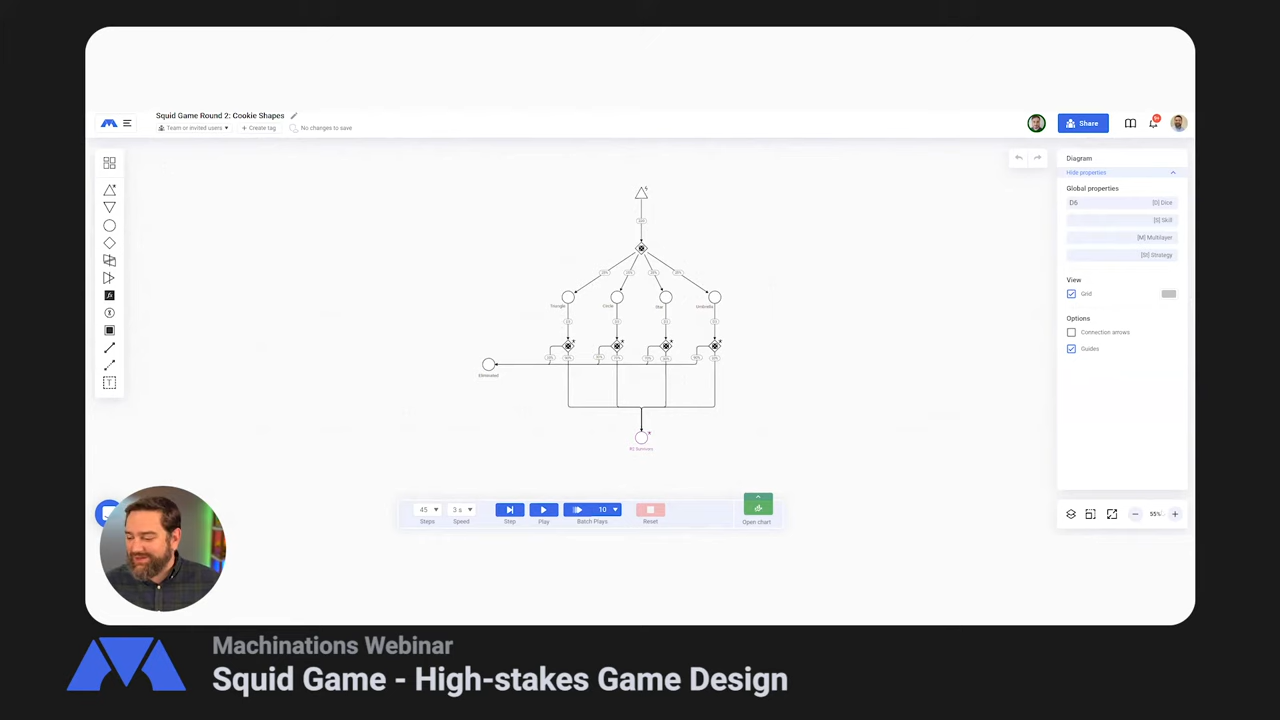 Squid Game Round 2: Cookie Shapes
Team or invited users
Create tag
No changes to save
Share
Diagram
Hide properties
Global properties
D6 [D] Dice
[S] Skill
[M] Multilayer
[St] Strategy
View
Grid
Options
Connection arrows
Guides
Triangle
Circle
Star
Umbrella
Eliminated
R2 Survivors
45
3 s
10
Steps
Speed
Step
Play
Batch Plays
Reset
Open chart
55%
Machinations Webinar
Squid Game - High-stakes Game Design